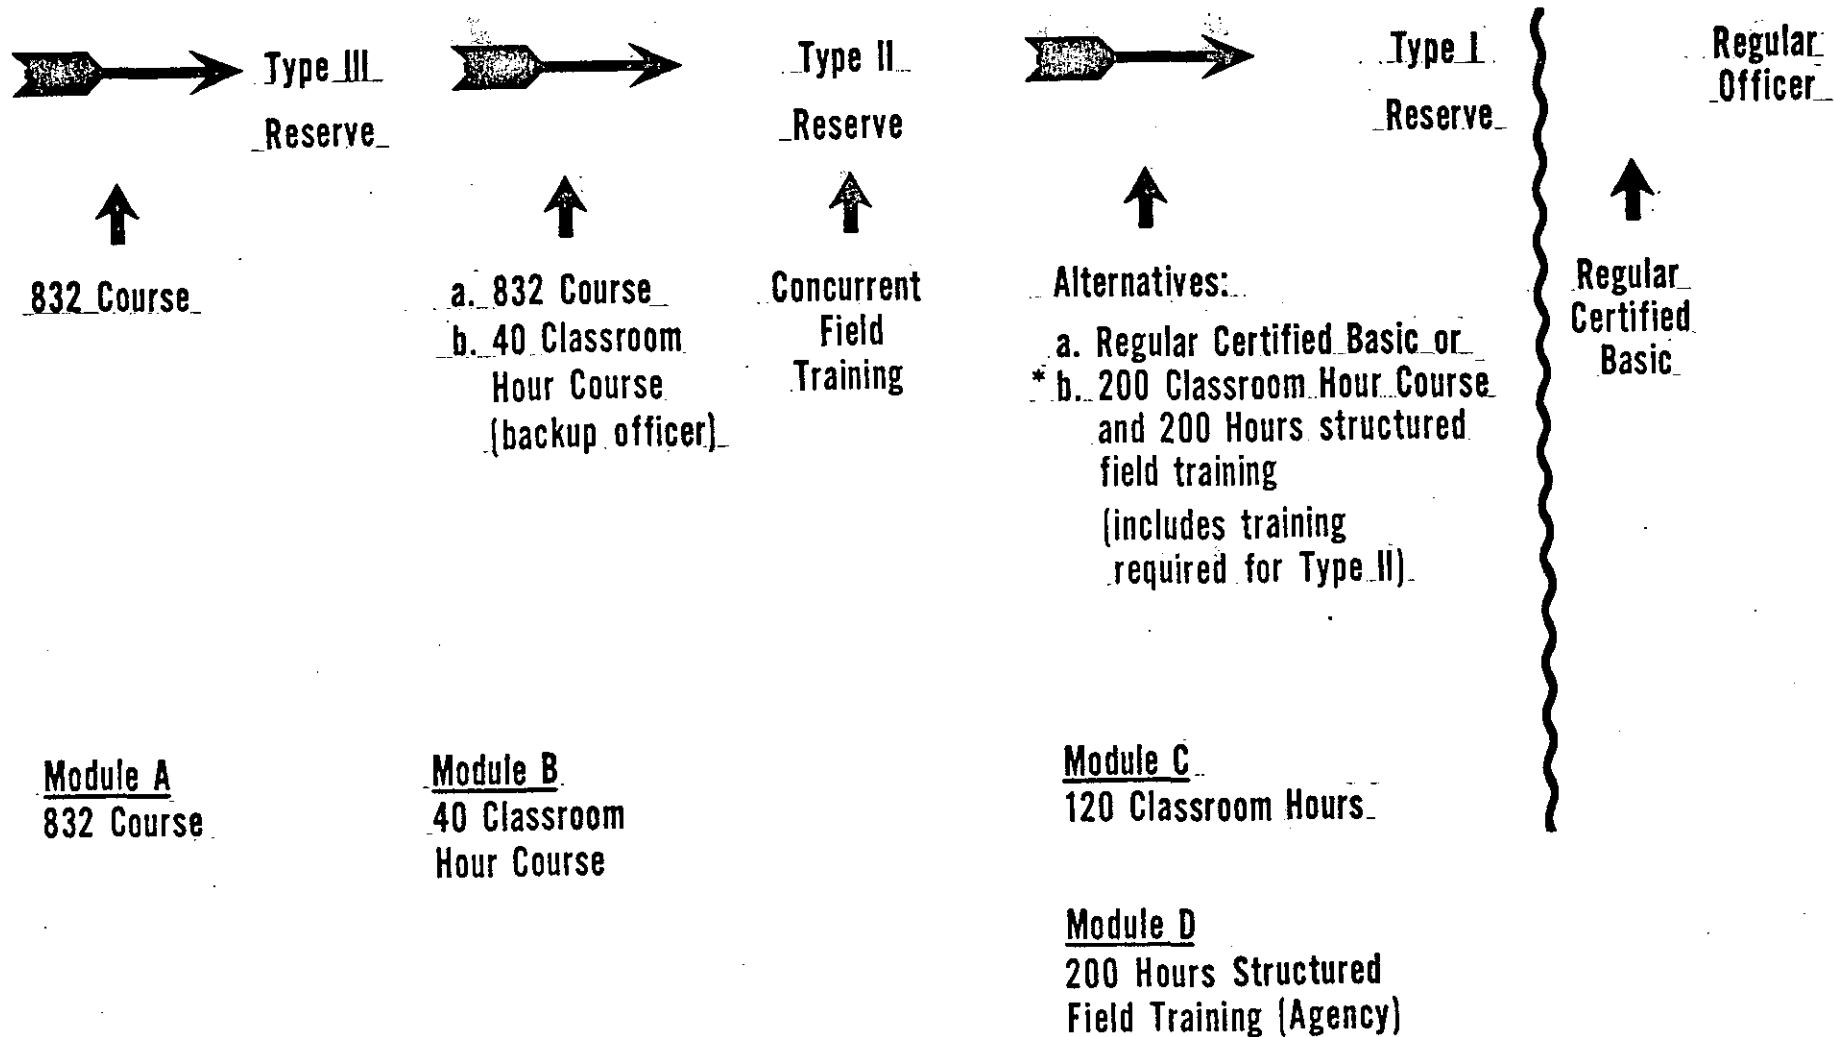 Type III
Reserve
Type II
Reserve
Type I
Reserve
Regular
Officer
832 Course
a. 832 Course
b. 40 Classroom
Hour Course
(backup officer)
Concurrent
Field
Training
Alternatives:
a. Regular Certified Basic or
* b. 200 Classroom Hour Course
and 200 Hours structured
field training
(includes training
required for Type II)
Regular
Certified
Basic
Module A
832 Course
Module B
40 Classroom
Hour Course
Module C
120 Classroom Hours
Module D
200 Hours Structured
Field Training (Agency)